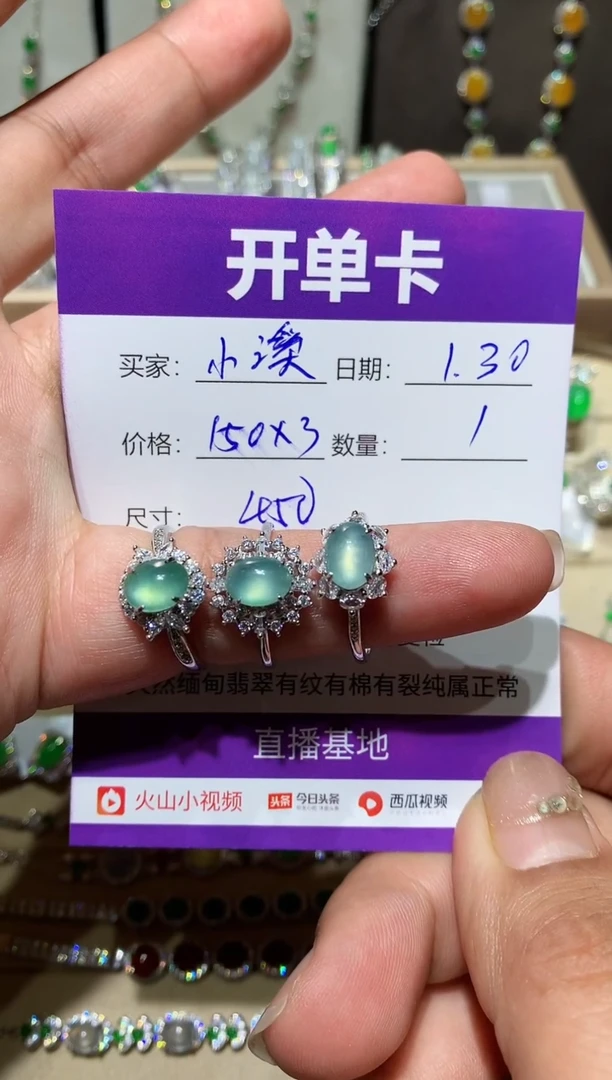 开单卡
买家: 小溪 日期: 1.30
价格: 150×3 数量: 1
尺寸: 450
天然缅甸翡翠有纹有棉有裂纯属正常
直播基地
火山小视频 头条 今日头条 西瓜视频